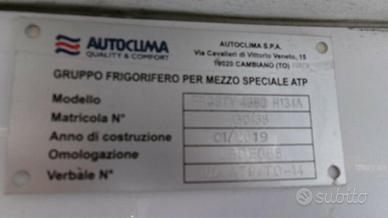 AUTOCLIMA
QUALITY & COMFORT
AUTOCLIMA S.P.A.
Via Cavalieri di Vittorio Veneto, 15
10020 CAMBIANO (TO)
GRUPPO FRIGORIFERO PER MEZZO SPECIALE ATP
Modello R134A
Matricola N°
Anno di costruzione 01/2019
Omologazione
Verbale N°
subito